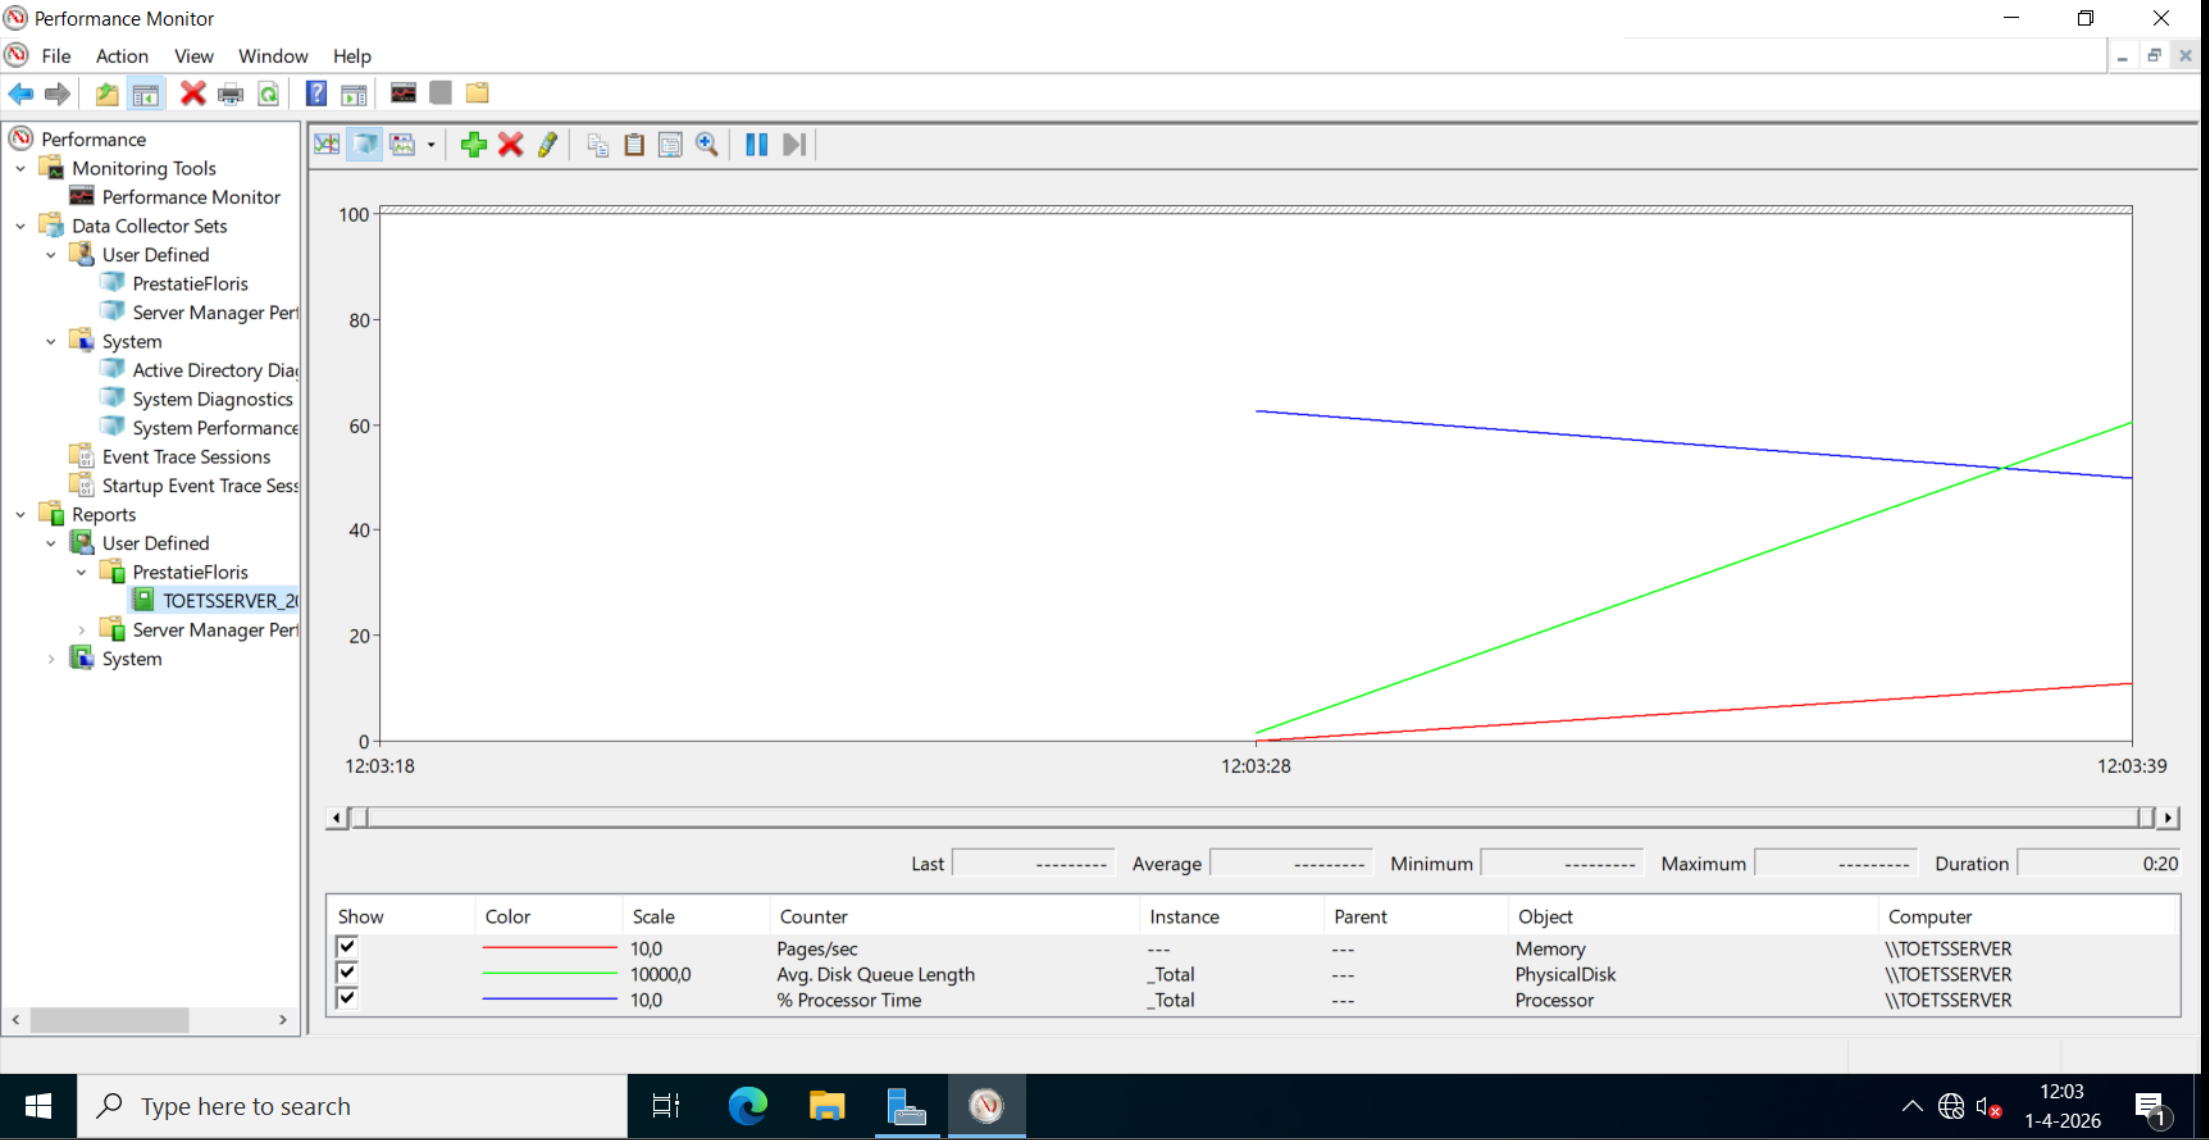 Performance Monitor
File Action View Window Help
Performance
Monitoring Tools
Performance Monitor
Data Collector Sets
User Defined
PrestatieFloris
Server Manager Perf
System
Active Directory Diag
System Diagnostics
System Performance
Event Trace Sessions
Startup Event Trace Sess
Reports
User Defined
PrestatieFloris
TOETSSERVER_20
Server Manager Perf
System
100
80
60
40
20
0
12:03:18 12:03:28 12:03:39
Last --------- Average --------- Minimum --------- Maximum --------- Duration 0:20
Show Color Scale Counter Instance Parent Object Computer
10,0 Pages/sec --- --- Memory \\TOETSSERVER
10000,0 Avg. Disk Queue Length _Total --- PhysicalDisk \\TOETSSERVER
10,0 % Processor Time _Total --- Processor \\TOETSSERVER
Type here to search
12:03
1-4-2026
1